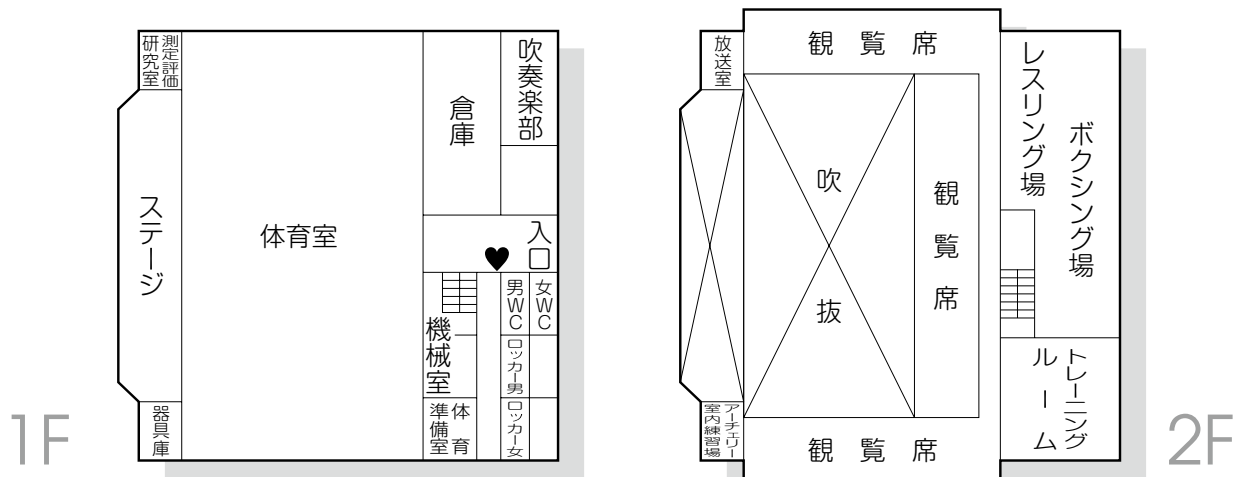 測定評価
研究室
ステージ
器具庫
体育室
倉庫
吹奏楽部
入口
男WC
女WC
機械室
ロッカー男
ロッカー女
体育
準備室
1F
放送室
観覧席
吹抜
観覧席
観覧席
レスリング場
ボクシング場
トレーニング
ルーム
アーチェリー
室内練習場
2F